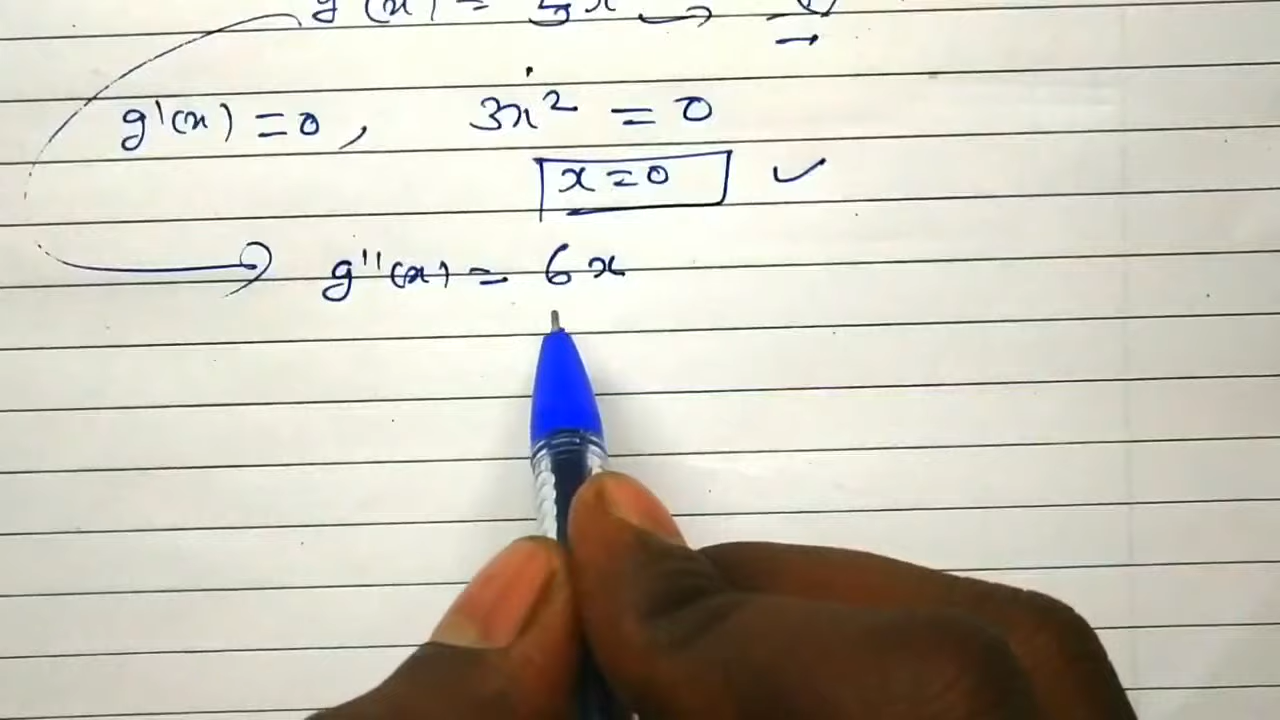 g'(x) = 0 , 3x² = 0
x = 0 ✓
g''(x) = 6x